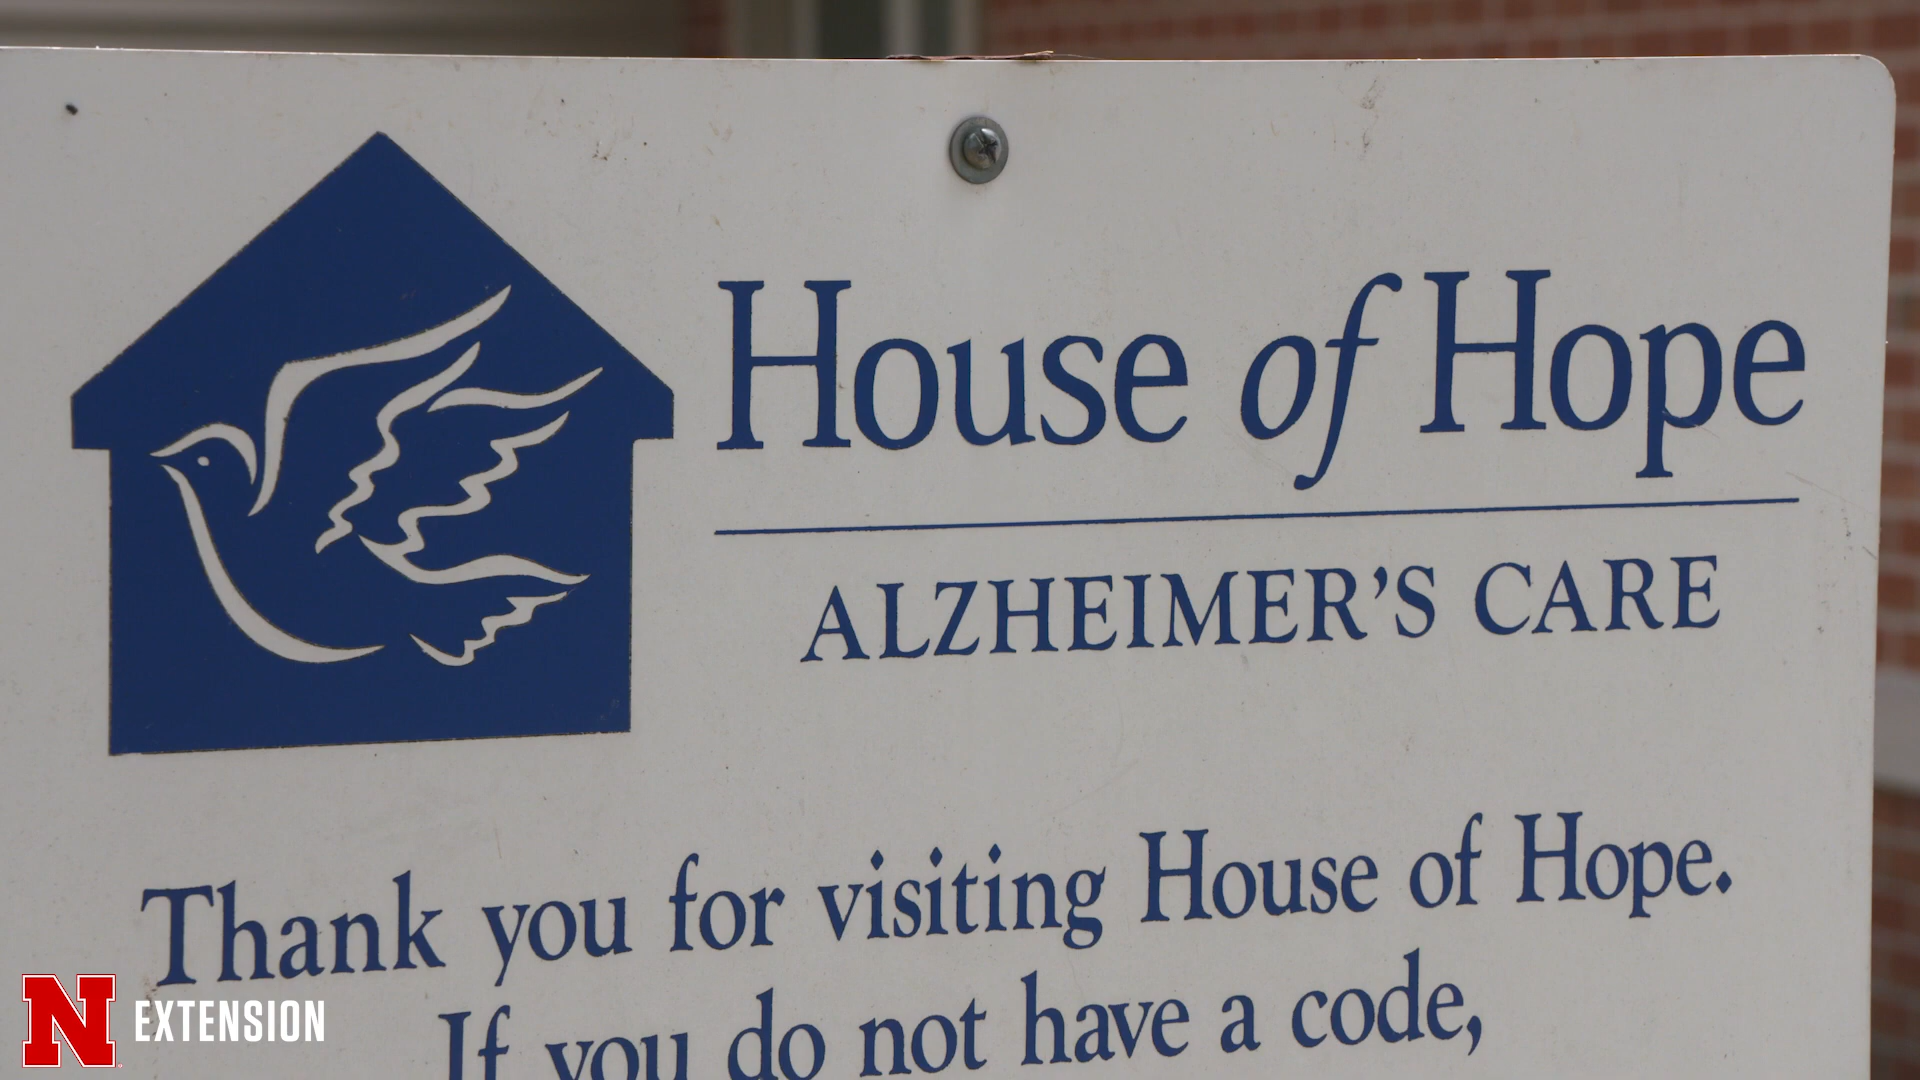 House of Hope
ALZHEIMER'S CARE
Thank you for visiting House of Hope.
If you do not have a code,
N EXTENSION